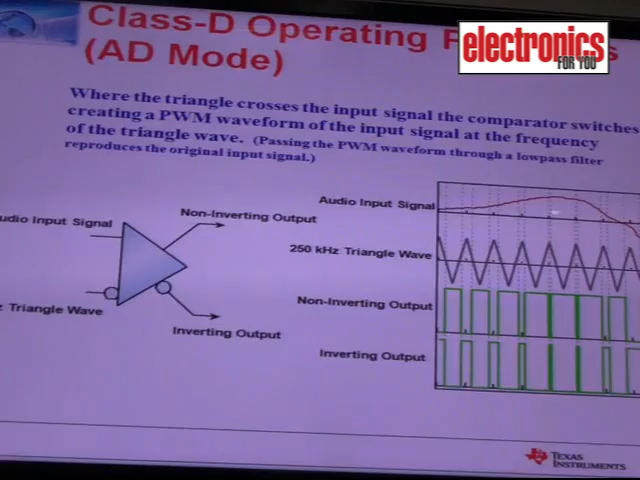 Class-D Operating
(AD Mode)
electronics
FOR YOU
Where the triangle crosses the input signal the comparator switches
creating a PWM waveform of the input signal at the frequency
of the triangle wave. (Passing the PWM waveform through a lowpass filter
reproduces the original input signal.)
Input Signal
Non-Inverting Output
Triangle Wave
Inverting Output
Audio Input Signal
250 kHz Triangle Wave
Non-Inverting Output
Inverting Output
TEXAS
INSTRUMENTS